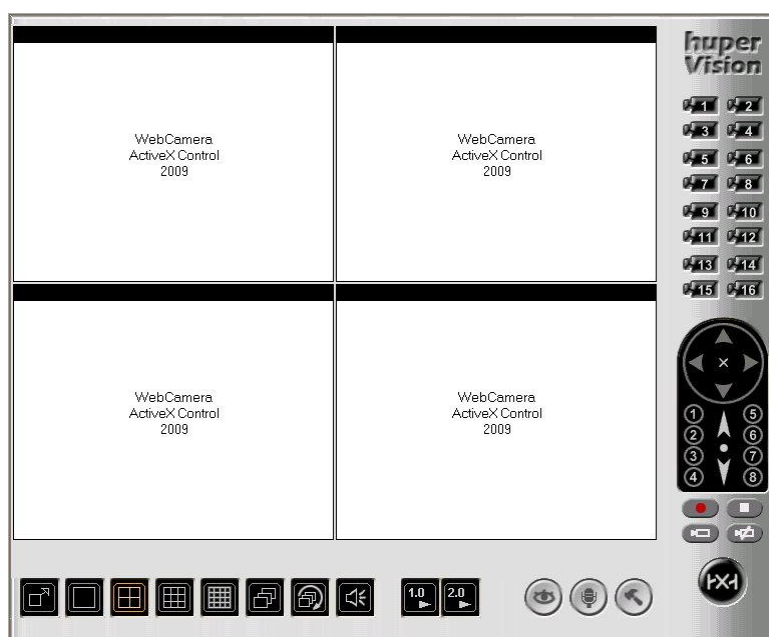 huper
Vision
WebCamera
ActiveX Control
2009
WebCamera
ActiveX Control
2009
WebCamera
ActiveX Control
2009
WebCamera
ActiveX Control
2009
1 2
3 4
5 6
7 8
9 10
11 12
13 14
15 16
1 5
2 6
3 7
4 8
1.0 2.0